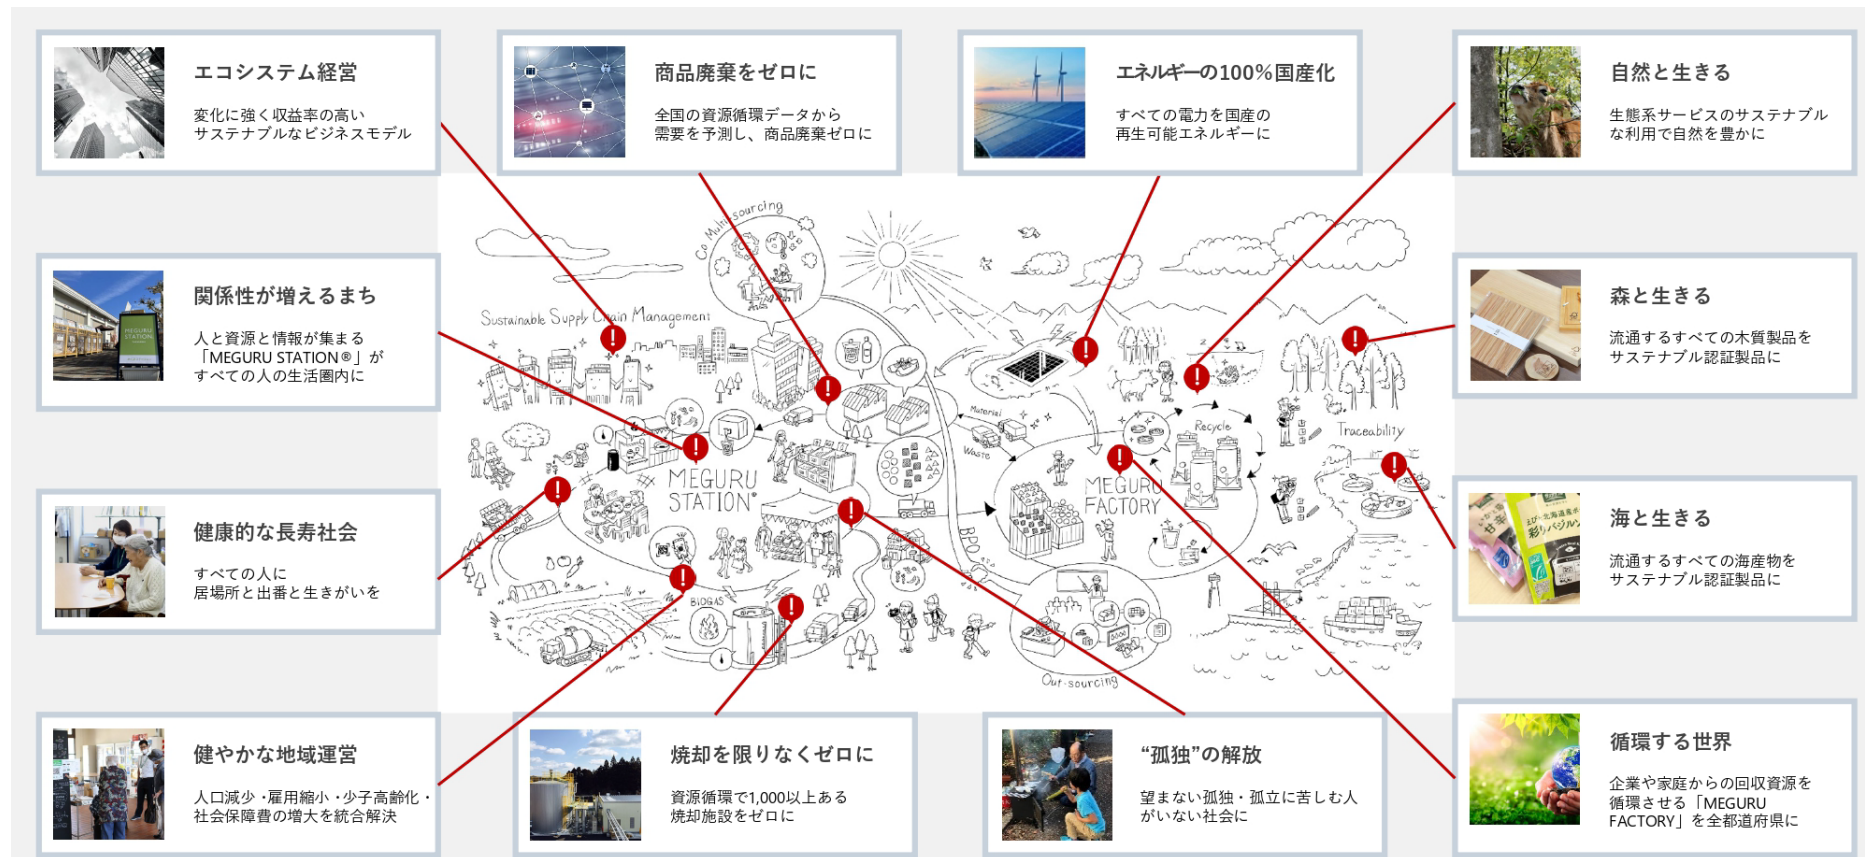 エコシステム経営
変化に強く収益率の高い
サステナブルなビジネスモデル
商品廃棄をゼロに
全国の資源循環データから
需要を予測し、商品廃棄ゼロに
エネルギーの100%国産化
すべての電力を国産の
再生可能エネルギーに
自然と生きる
生態系サービスのサステナブル
な利用で自然を豊かに
関係性が増えるまち
人と資源と情報が集まる
「MEGURU STATION®」が
すべての人の生活圏内に
MEGURU
STATION
森と生きる
流通するすべての木質製品を
サステナブル認証製品に
健康的な長寿社会
すべての人に
居場所と出番と生きがいを
海と生きる
流通するすべての海産物を
サステナブル認証製品に
健やかな地域運営
人口減少・雇用縮小・少子高齢化・
社会保障費の増大を統合解決
焼却を限りなくゼロに
資源循環で1,000以上ある
焼却施設をゼロに
“孤独”の解放
望まない孤独・孤立に苦しむ人
がいない社会に
循環する世界
企業や家庭からの回収資源を
循環させる「MEGURU
FACTORY」を全都道府県に
Sustainable Supply Chain Management
Material
Waste
Recycle
Traceability
MEGURU
STATION®
MEGURU
FACTORY
BPO
BIOGAS
Out-sourcing